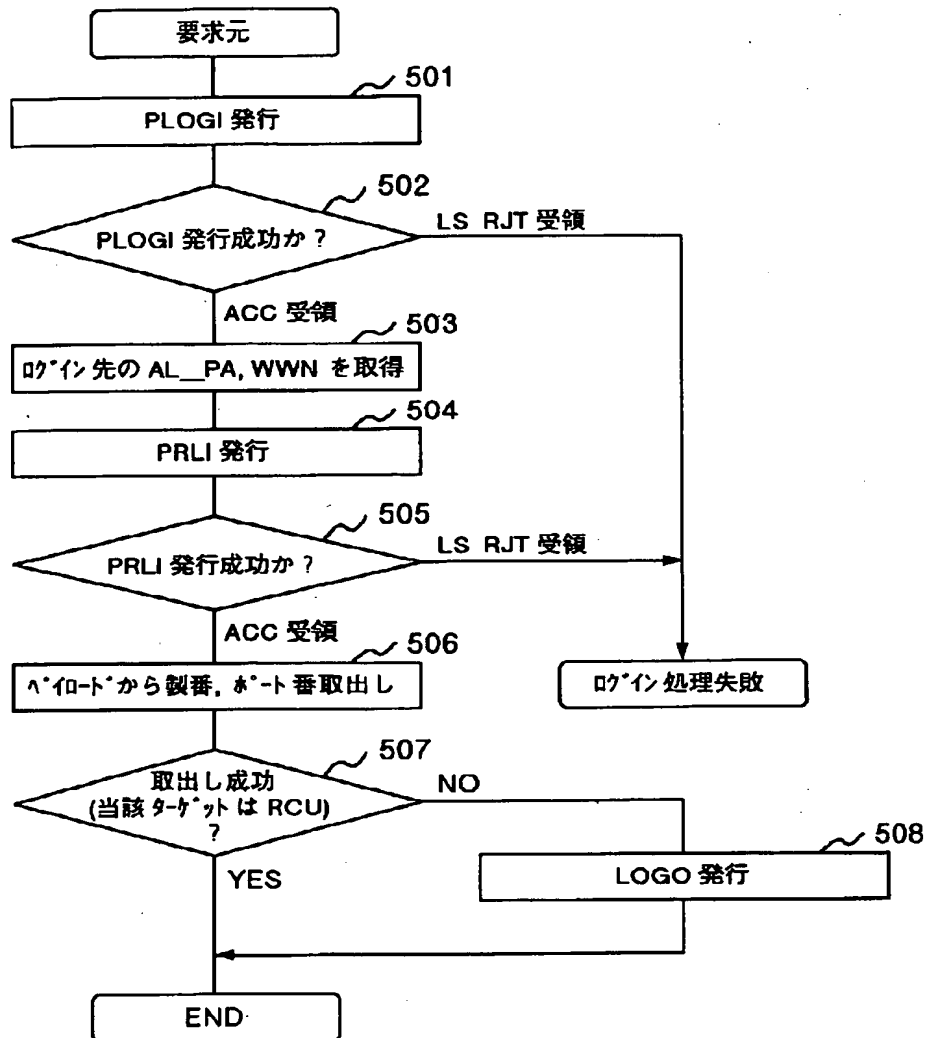 要求元
501
PLOGI 発行
502
PLOGI 発行成功か？
LS RJT 受領
ACC 受領
503
ﾛｸﾞｲﾝ 先の AL__PA, WWN を取得
504
PRLI 発行
505
PRLI 発行成功か？
LS RJT 受領
ACC 受領
506
ﾍﾟｲﾛｰﾄﾞから製番, ﾎﾟｰﾄ番取出し
ﾛｸﾞｲﾝ 処理失敗
507
取出し成功
(当該 ﾀｰｹﾞｯﾄ は RCU)
？
NO
508
LOGO 発行
YES
END